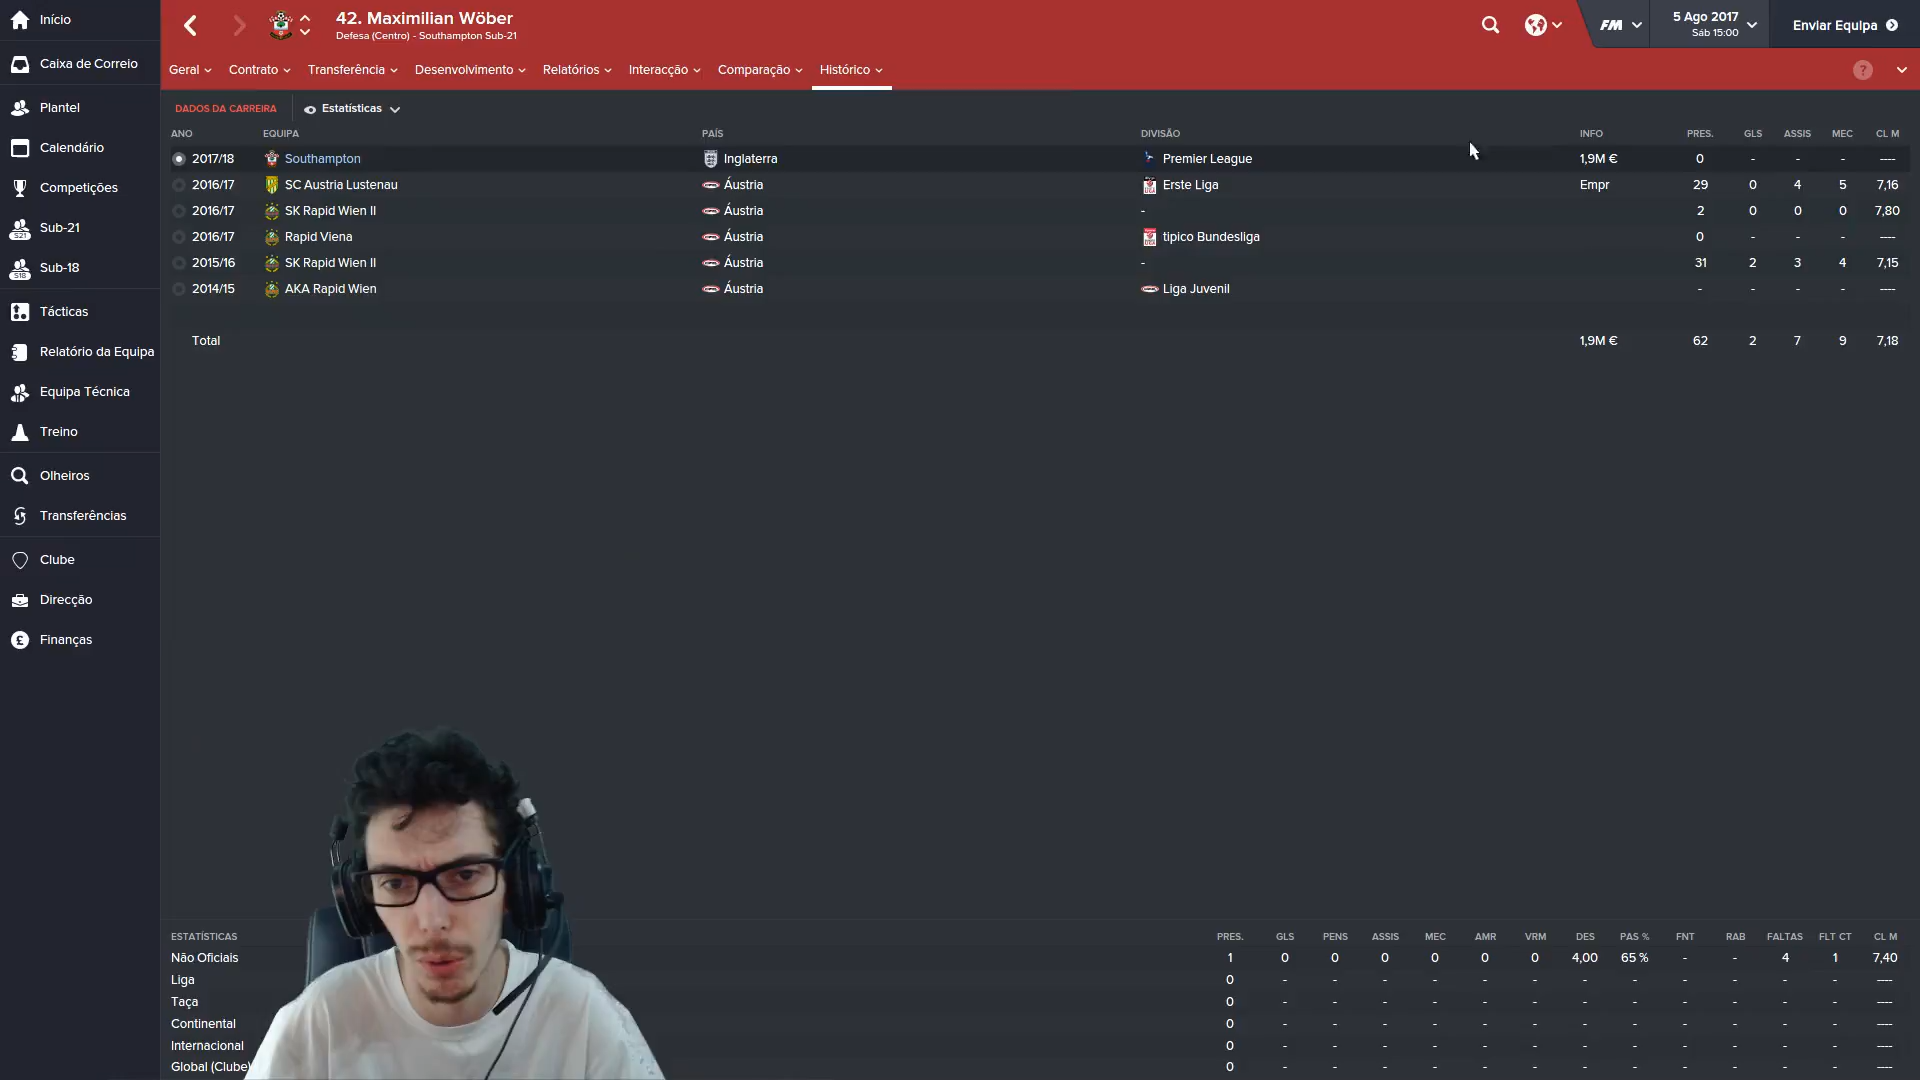 Início
Caixa de Correio
Plantel
Calendário
Competições
Sub-21
Sub-18
Tácticas
Relatório da Equipa
Equipa Técnica
Treino
Olheiros
Transferências
Clube
Direcção
Finanças
42. Maximilian Wöber
Defesa (Centro) - Southampton Sub-21
FM
5 Ago 2017
Sáb 15:00
Enviar Equipa
Geral Contrato Transferência Desenvolvimento Relatórios Interacção Comparação Histórico ?
DADOS DA CARREIRA Estatísticas
ANO EQUIPA PAÍS DIVISÃO INFO PRES. GLS ASSIS MEC CL M
2017/18 Southampton Inglaterra Premier League 1,9M € 0 - - - ----
2016/17 SC Austria Lustenau Áustria Erste Liga Empr 29 0 4 5 7,16
2016/17 SK Rapid Wien II Áustria - 2 0 0 0 7,80
2016/17 Rapid Viena Áustria tipico Bundesliga 0 - - - ----
2015/16 SK Rapid Wien II Áustria - 31 2 3 4 7,15
2014/15 AKA Rapid Wien Áustria Liga Juvenil - - - - ----
Total 1,9M € 62 2 7 9 7,18
ESTATÍSTICAS PRES. GLS PENS ASSIS MEC AMR VRM DES PAS % FNT RAB FALTAS FLT CT CL M
Não Oficiais 1 0 0 0 0 0 0 4,00 65 % - - 4 1 7,40
Liga 0 - - - - - - - - - - - - ----
Taça 0 - - - - - - - - - - - - ----
Continental 0 - - - - - - - - - - - - ----
Internacional 0 - - - - - - - - - - - - ----
Global (Clube) 0 - - - - - - - - - - - - ----